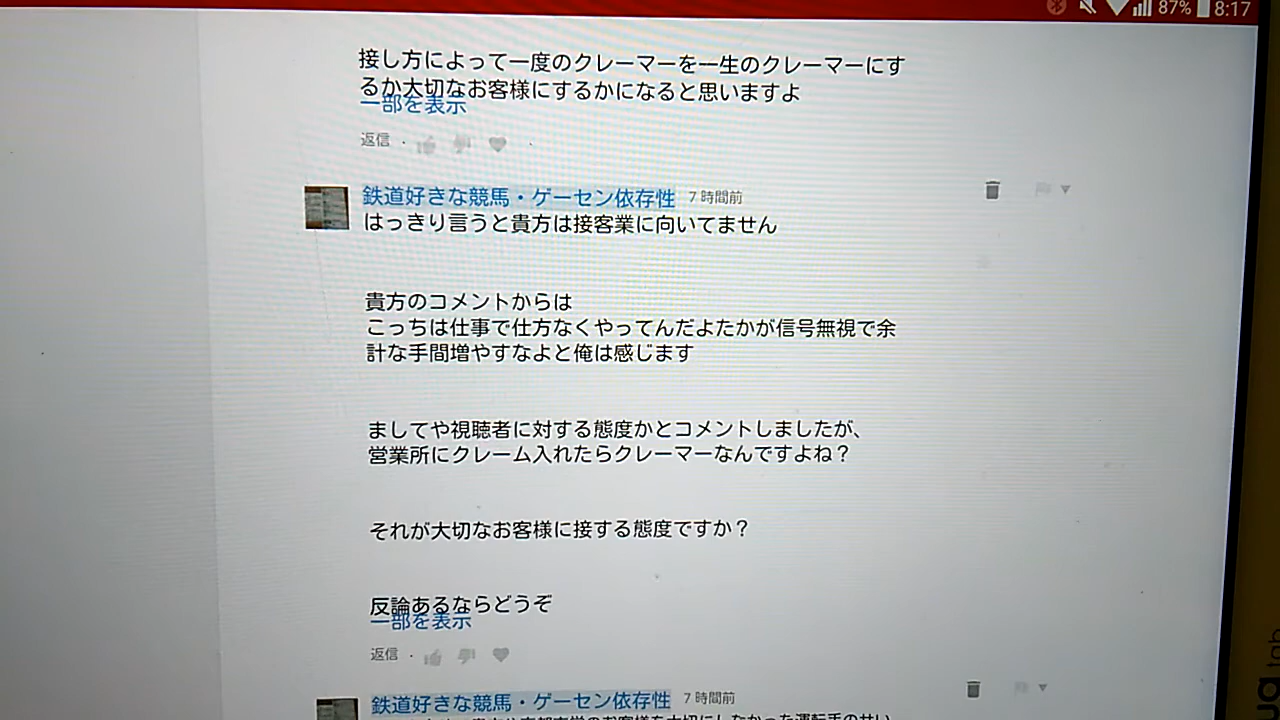 87% 8:17
接し方によって一度のクレーマーを一生のクレーマーにす
るか大切なお客様にするかになると思いますよ
一部を表示
返信 ·
鉄道好きな競馬・ゲーセン依存性 7 時間前
はっきり言うと貴方は接客業に向いてません
貴方のコメントからは
こっちは仕事で仕方なくやってんだよたかが信号無視で余
計な手間増やすなよと俺は感じます
ましてや視聴者に対する態度かとコメントしましたが、
営業所にクレーム入れたらクレーマーなんですよね？
それが大切なお客様に接する態度ですか？
反論あるならどうぞ
一部を表示
返信 ·
鉄道好きな競馬・ゲーセン依存性 7 時間前